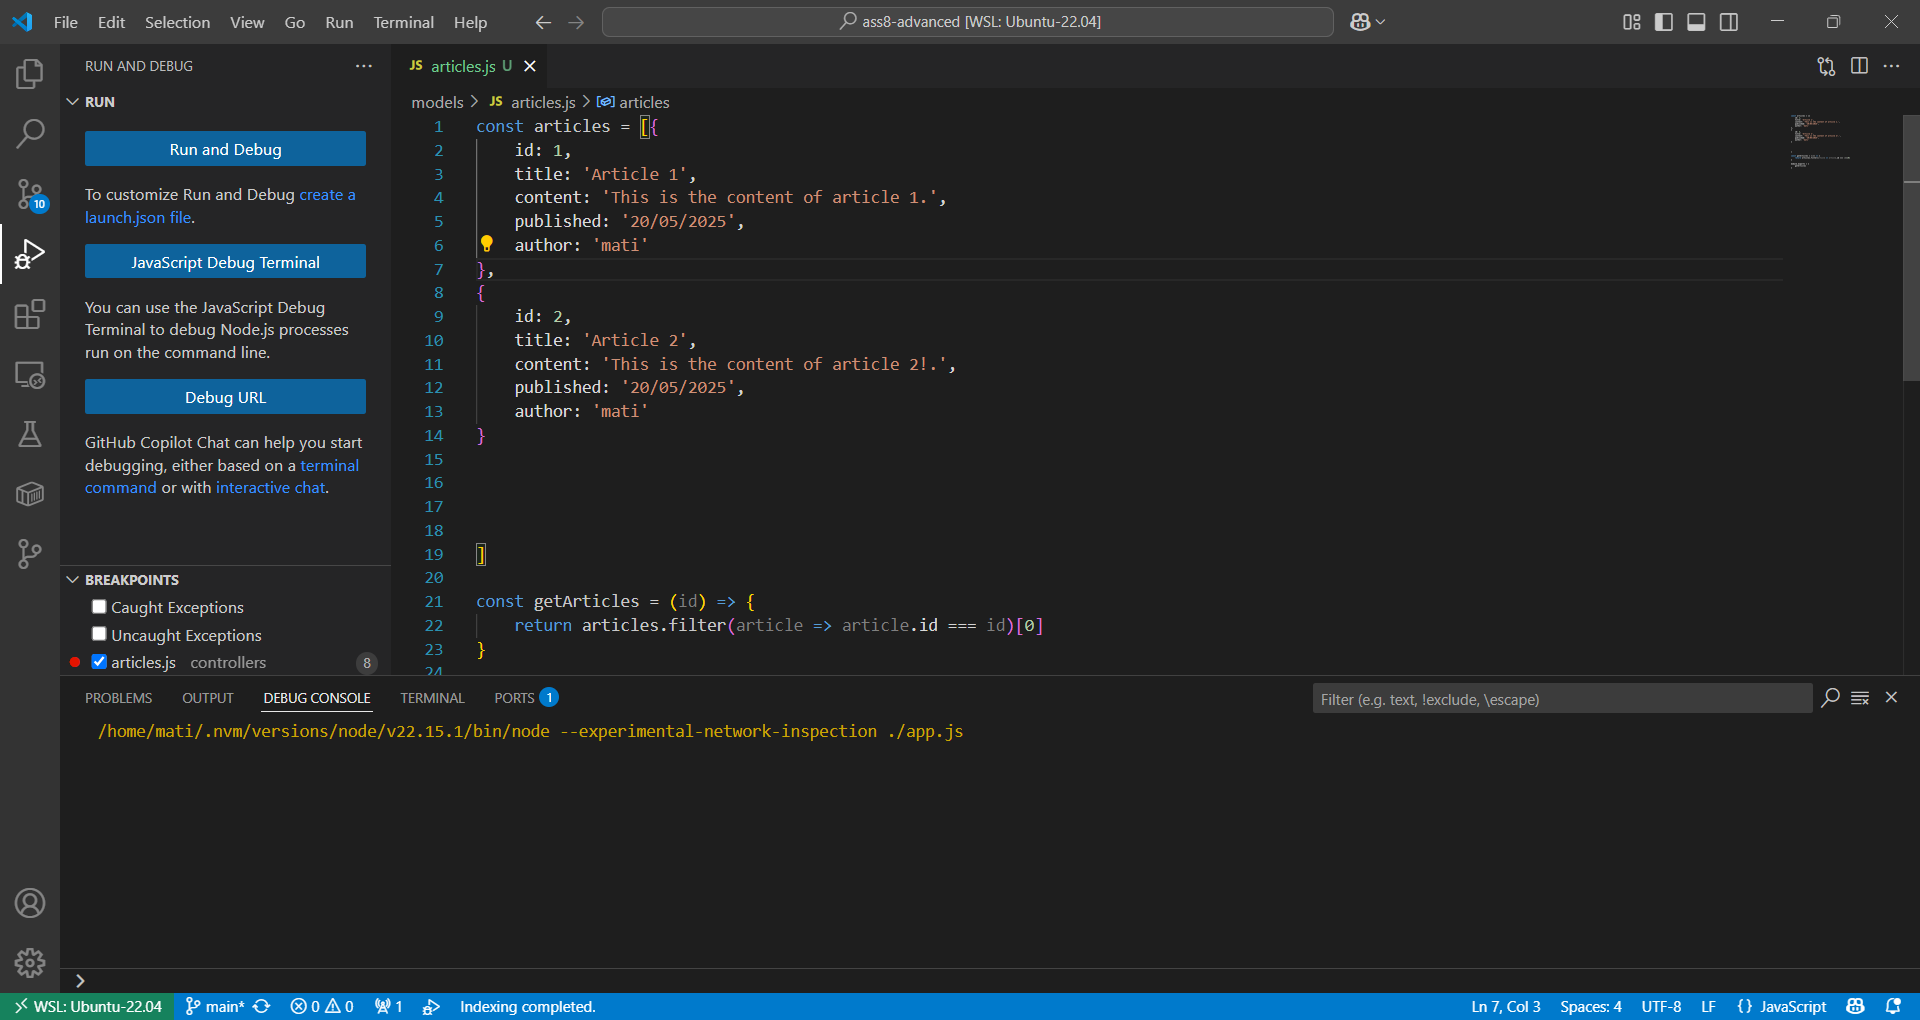 File Edit Selection View Go Run Terminal Help
ass8-advanced [WSL: Ubuntu-22.04]
RUN AND DEBUG
RUN
Run and Debug
To customize Run and Debug create a
launch.json file.
JavaScript Debug Terminal
You can use the JavaScript Debug
Terminal to debug Node.js processes
run on the command line.
Debug URL
GitHub Copilot Chat can help you start
debugging, either based on a terminal
command or with interactive chat.
10
BREAKPOINTS
Caught Exceptions
Uncaught Exceptions
articles.js controllers 8
JS articles.js U
models > JS articles.js > articles
1 const articles = [{
2     id: 1,
3     title: 'Article 1',
4     content: 'This is the content of article 1.',
5     published: '20/05/2025',
6     author: 'mati'
7 },
8 {
9     id: 2,
10     title: 'Article 2',
11     content: 'This is the content of article 2!.',
12     published: '20/05/2025',
13     author: 'mati'
14 }
15
16
17
18
19 ]
20
21 const getArticles = (id) => {
22     return articles.filter(article => article.id === id)[0]
23 }
24
PROBLEMS OUTPUT DEBUG CONSOLE TERMINAL PORTS 1
Filter (e.g. text, !exclude, \escape)
/home/mati/.nvm/versions/node/v22.15.1/bin/node --experimental-network-inspection ./app.js
>
WSL: Ubuntu-22.04 main* 0 0 1 Indexing completed. Ln 7, Col 3 Spaces: 4 UTF-8 LF {} JavaScript